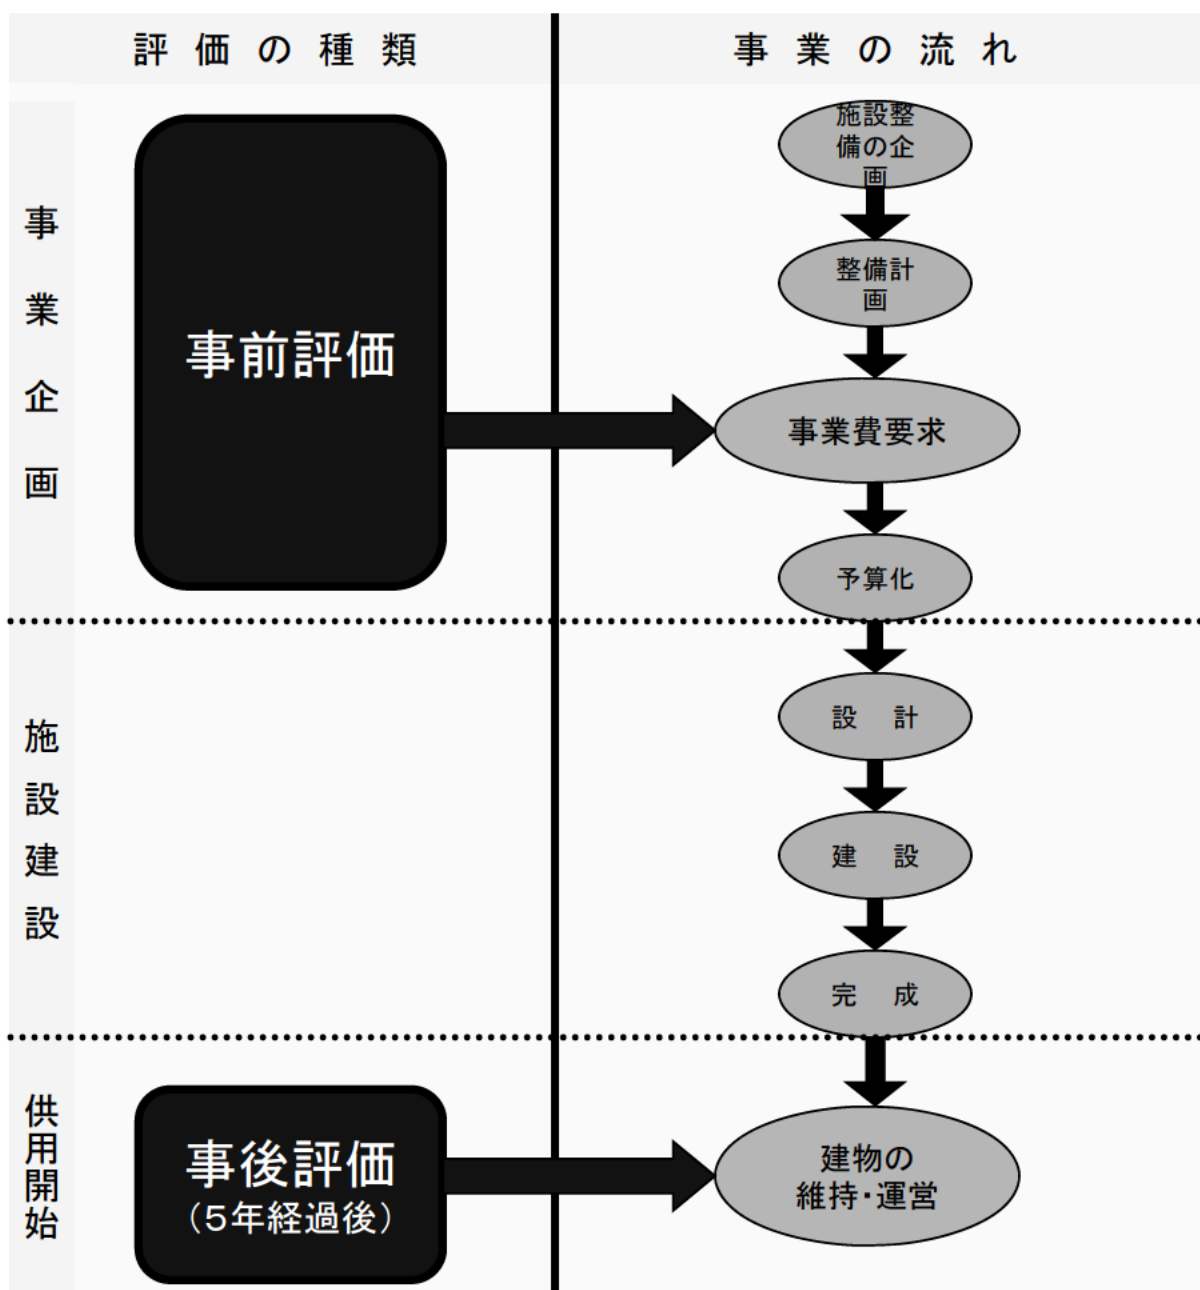 評価の種類
事業の流れ
事業企画
事前評価
施設整
備の企
画
整備計
画
事業費要求
予算化
施設建設
設　計
建　設
完　成
供用開始
事後評価
（５年経過後）
建物の
維持・運営